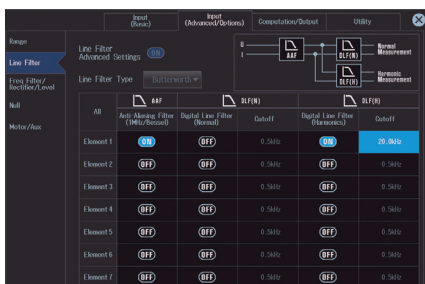 Input
(Basic)
Input
(Advanced/Options)
Computation/Output
Utility
Range
Line Filter
Freq Filter/
Rectifier/Level
Null
Motor/Aux
Line Filter
Advanced Settings
ON
Line Filter Type
Butterworth
U
I
AAF
DLF(N)
DLF(H)
Normal
Measurement
Harmonic
Measurement
All
AAF
DLF(N)
DLF(H)
Anti-Aliasing Filter
(1MHz/Bessel)
Digital Line Filter
(Normal)
Cutoff
Digital Line Filter
(Harmonics)
Cutoff
Element 1 ON OFF 0.5kHz ON 20.0kHz
Element 2 OFF OFF 0.5kHz OFF 0.5kHz
Element 3 OFF OFF 0.5kHz OFF 0.5kHz
Element 4 OFF OFF 0.5kHz OFF 0.5kHz
Element 5 OFF OFF 0.5kHz OFF 0.5kHz
Element 6 OFF OFF 0.5kHz OFF 0.5kHz
Element 7 OFF OFF 0.5kHz OFF 0.5kHz